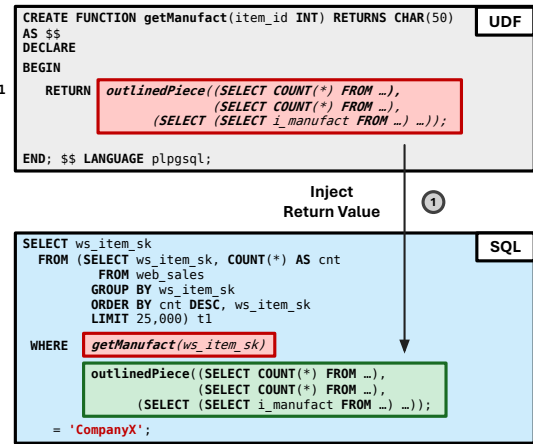 CREATE FUNCTION getManufact(item_id INT) RETURNS CHAR(50)
UDF
AS $$
DECLARE
BEGIN
1
RETURN outlinedPiece((SELECT COUNT(*) FROM …),
(SELECT COUNT(*) FROM …),
(SELECT (SELECT i_manufact FROM …) …));
END; $$ LANGUAGE plpgsql;
Inject
Return Value
1
SELECT ws_item_sk
SQL
FROM (SELECT ws_item_sk, COUNT(*) AS cnt
FROM web_sales
GROUP BY ws_item_sk
ORDER BY cnt DESC, ws_item_sk
LIMIT 25,000) t1
WHERE getManufact(ws_item_sk)
outlinedPiece((SELECT COUNT(*) FROM …),
(SELECT COUNT(*) FROM …),
(SELECT (SELECT i_manufact FROM …) …));
= 'CompanyX';